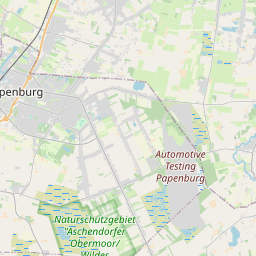 penburg
Automotive
Testing
Papenburg
Naturschutzgebiet
"Aschendorfer
Obermoor/
Wildes